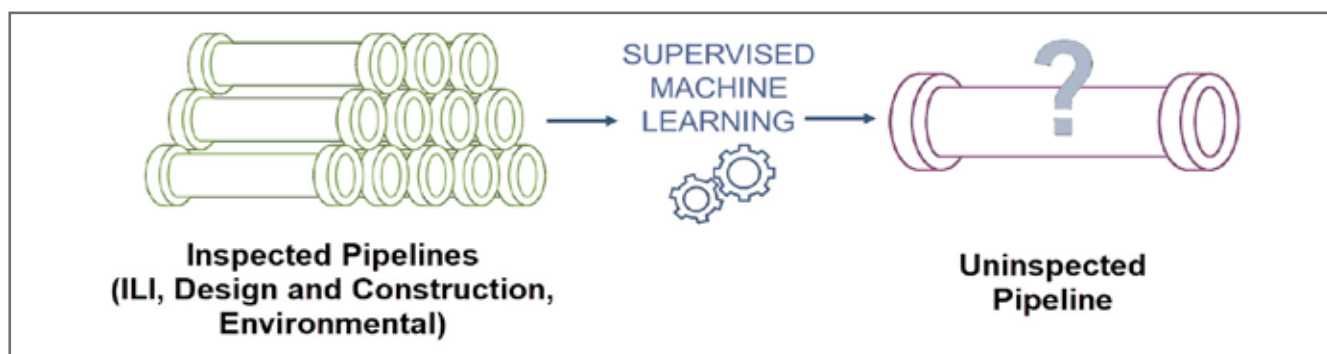 SUPERVISED
MACHINE
LEARNING
?
Inspected Pipelines
(ILI, Design and Construction,
Environmental)
Uninspected
Pipeline